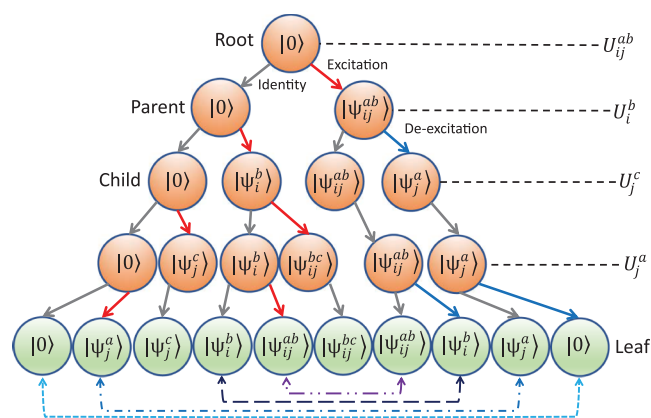 Root |0⟩ U_{ij}^{ab}
Identity Excitation
Parent |0⟩ |ψ_{ij}^{ab}⟩ U_i^b
De-excitation
Child |0⟩ |ψ_i^b⟩ |ψ_{ij}^{ab}⟩ |ψ_j^a⟩ U_j^c
|0⟩ |ψ_j^c⟩ |ψ_i^b⟩ |ψ_{ij}^{bc}⟩ |ψ_{ij}^{ab}⟩ |ψ_j^a⟩ U_j^a
|0⟩ |ψ_j^a⟩ |ψ_j^c⟩ |ψ_i^b⟩ |ψ_{ij}^{ab}⟩ |ψ_{ij}^{bc}⟩ |ψ_{ij}^{ab}⟩ |ψ_i^b⟩ |ψ_j^a⟩ |0⟩ Leaf